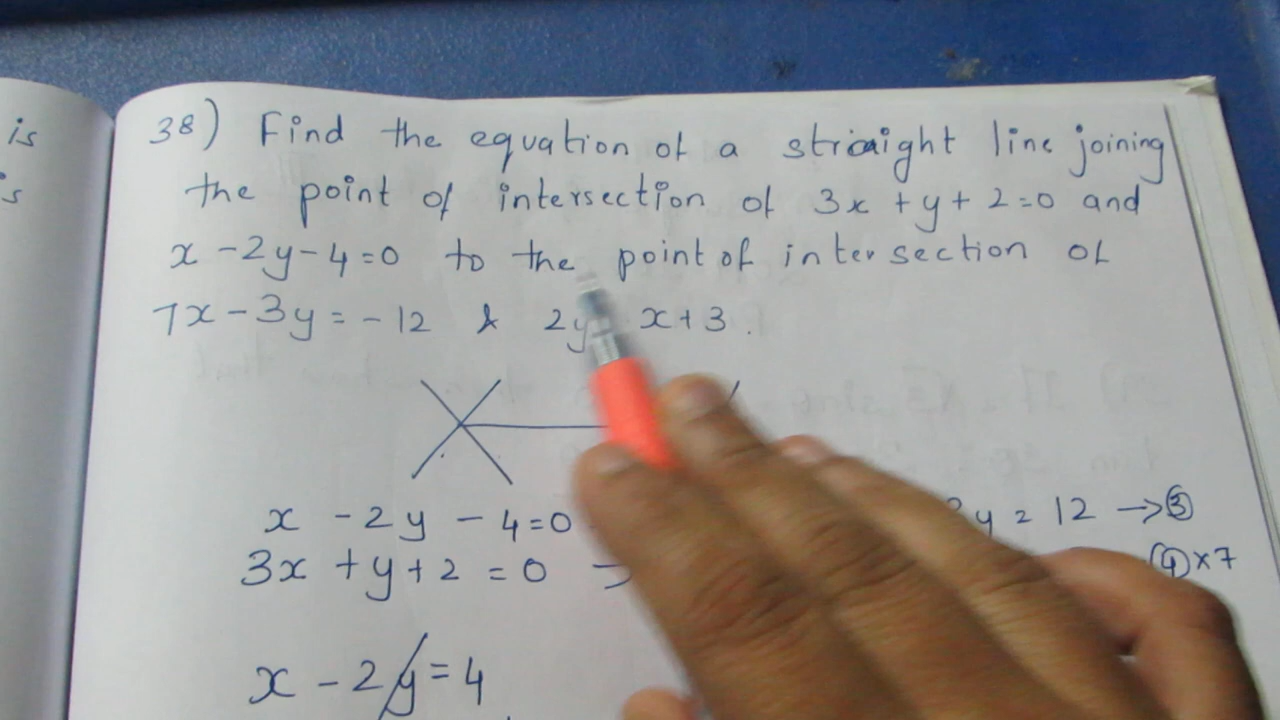 is
38) Find the equation of a straight line joining
the point of intersection of 3x + y + 2 = 0 and
x - 2y - 4 = 0 to the point of intersection of
7x - 3y = - 12 & 2y x + 3 .
x - 2y - 4 = 0
y = 12 → ③
3x + y + 2 = 0 →
④ x 7
x - 2y = 4